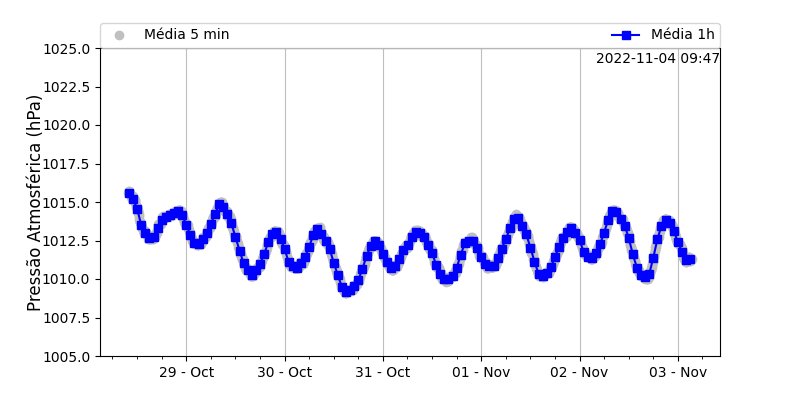 Média 5 min
Média 1h
2022-11-04 09:47
Pressão Atmosférica (hPa)
1025.0
1022.5
1020.0
1017.5
1015.0
1012.5
1010.0
1007.5
1005.0
29 - Oct
30 - Oct
31 - Oct
01 - Nov
02 - Nov
03 - Nov